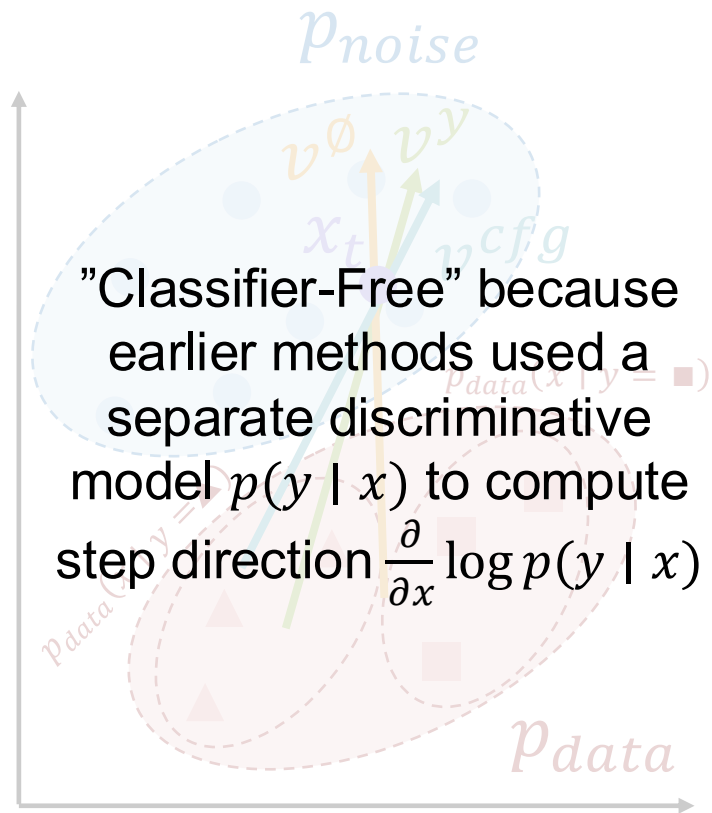 p_noise
v^∅ v^y
x_t v^cfg
”Classifier-Free” because
earlier methods used a
p_data(x | y = ■)
separate discriminative
model p(y | x) to compute
step direction ∂/∂x log p(y | x)
p_data(x | y = ▲)
p_data